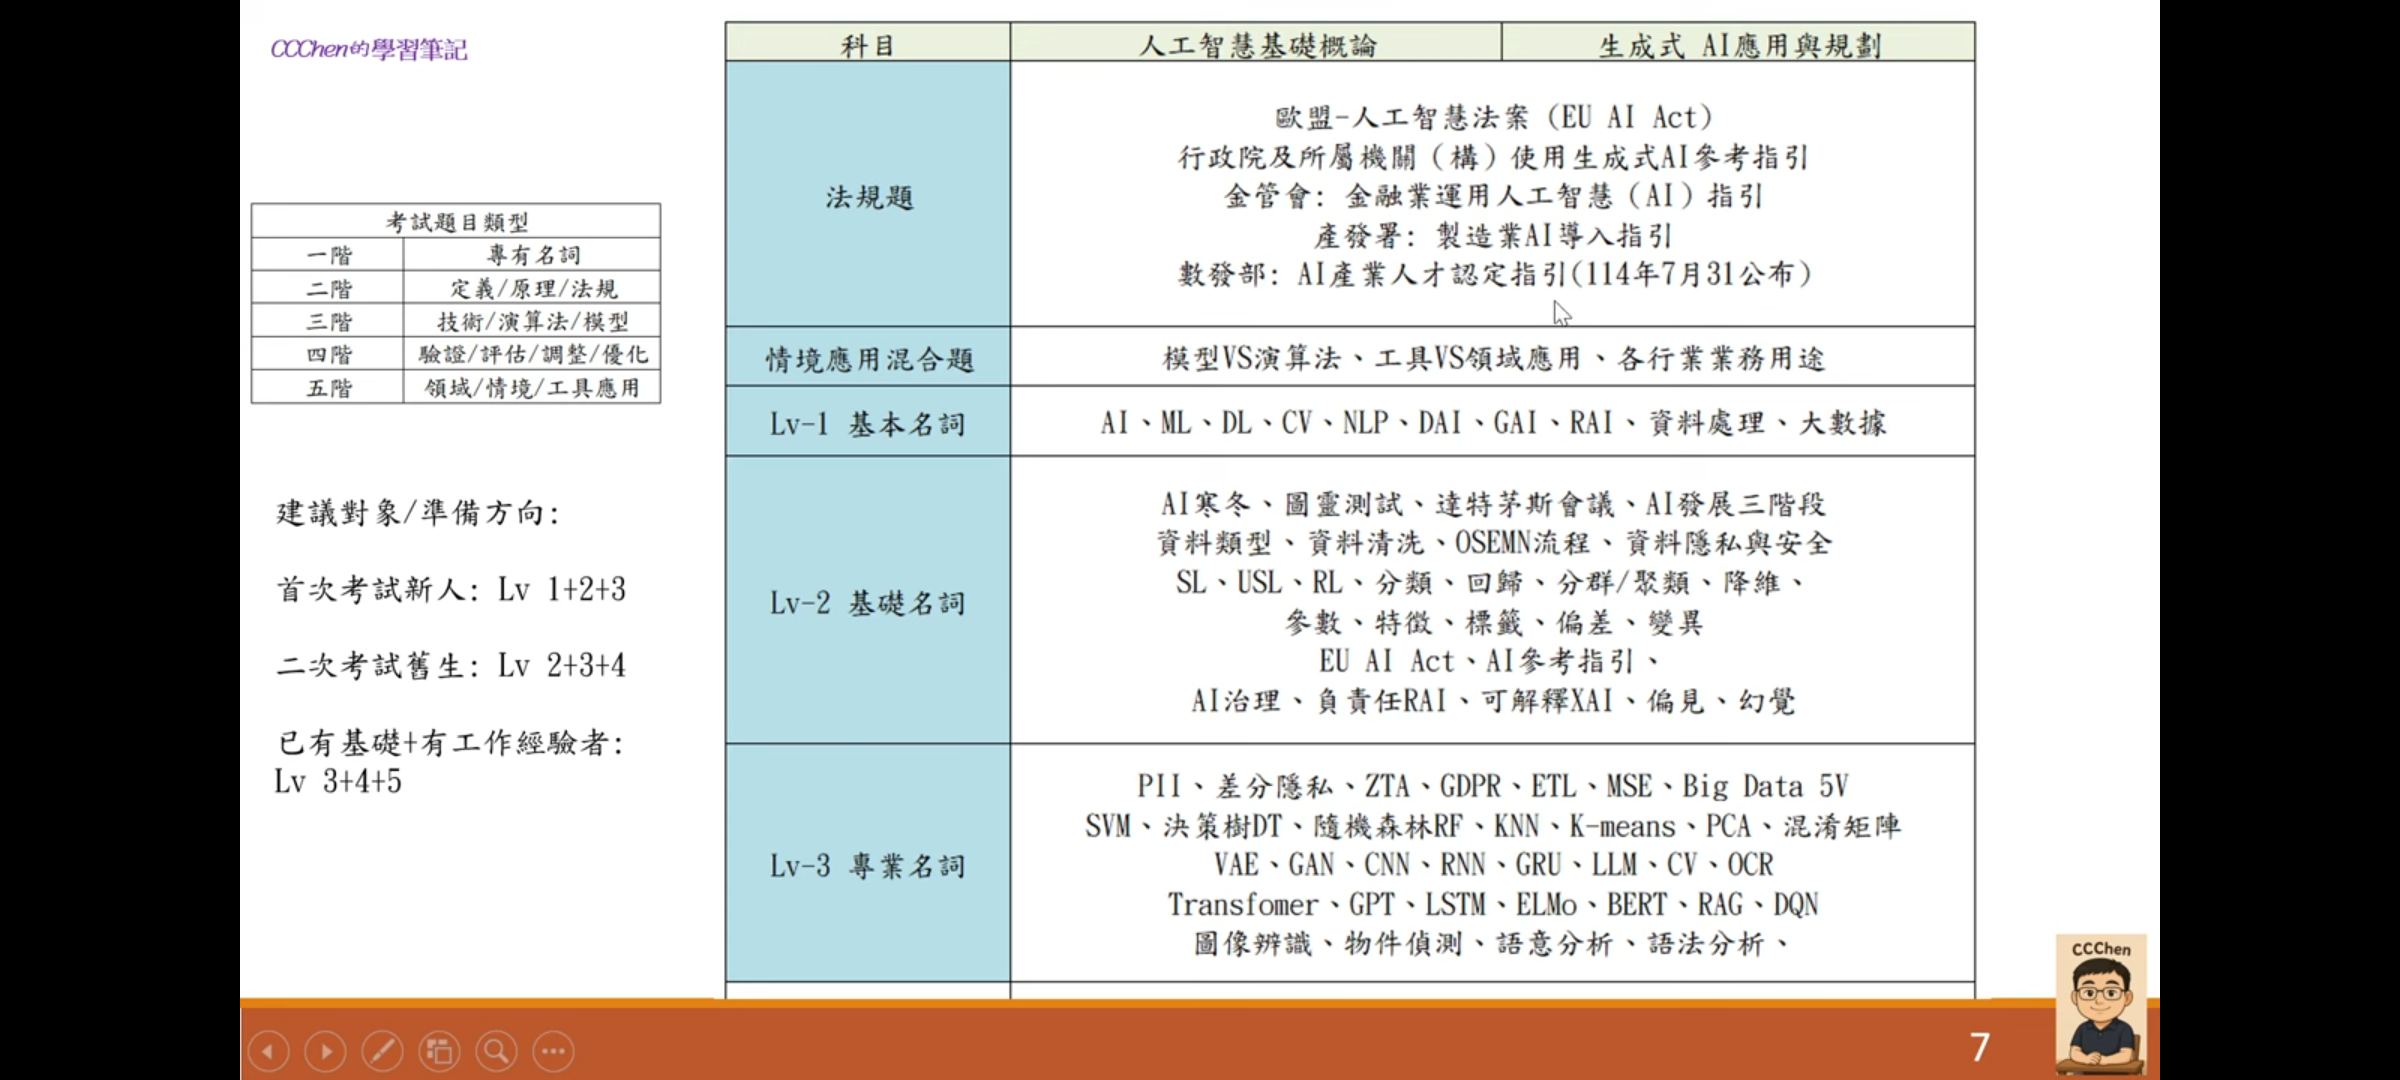 CCChen的學習筆記
考試題目類型
一階 專有名詞
二階 定義/原理/法規
三階 技術/演算法/模型
四階 驗證/評估/調整/優化
五階 領域/情境/工具應用
建議對象/準備方向:
首次考試新人: Lv 1+2+3
二次考試舊生: Lv 2+3+4
已有基礎+有工作經驗者:
Lv 3+4+5
科目 人工智慧基礎概論 生成式 AI應用與規劃
法規題
歐盟-人工智慧法案 (EU AI Act)
行政院及所屬機關（構）使用生成式AI參考指引
金管會: 金融業運用人工智慧（AI）指引
產發署: 製造業AI導入指引
數發部: AI產業人才認定指引(114年7月31公布)
情境應用混合題 模型VS演算法、工具VS領域應用、各行業業務用途
Lv-1 基本名詞 AI、ML、DL、CV、NLP、DAI、GAI、RAI、資料處理、大數據
Lv-2 基礎名詞
AI寒冬、圖靈測試、達特茅斯會議、AI發展三階段
資料類型、資料清洗、OSEMN流程、資料隱私與安全
SL、USL、RL、分類、回歸、分群/聚類、降維、
參數、特徵、標籤、偏差、變異
EU AI Act、AI參考指引、
AI治理、負責任RAI、可解釋XAI、偏見、幻覺
Lv-3 專業名詞
PII、差分隱私、ZTA、GDPR、ETL、MSE、Big Data 5V
SVM、決策樹DT、隨機森林RF、KNN、K-means、PCA、混淆矩陣
VAE、GAN、CNN、RNN、GRU、LLM、CV、OCR
Transfomer、GPT、LSTM、ELMo、BERT、RAG、DQN
圖像辨識、物件偵測、語意分析、語法分析、
CCChen
7